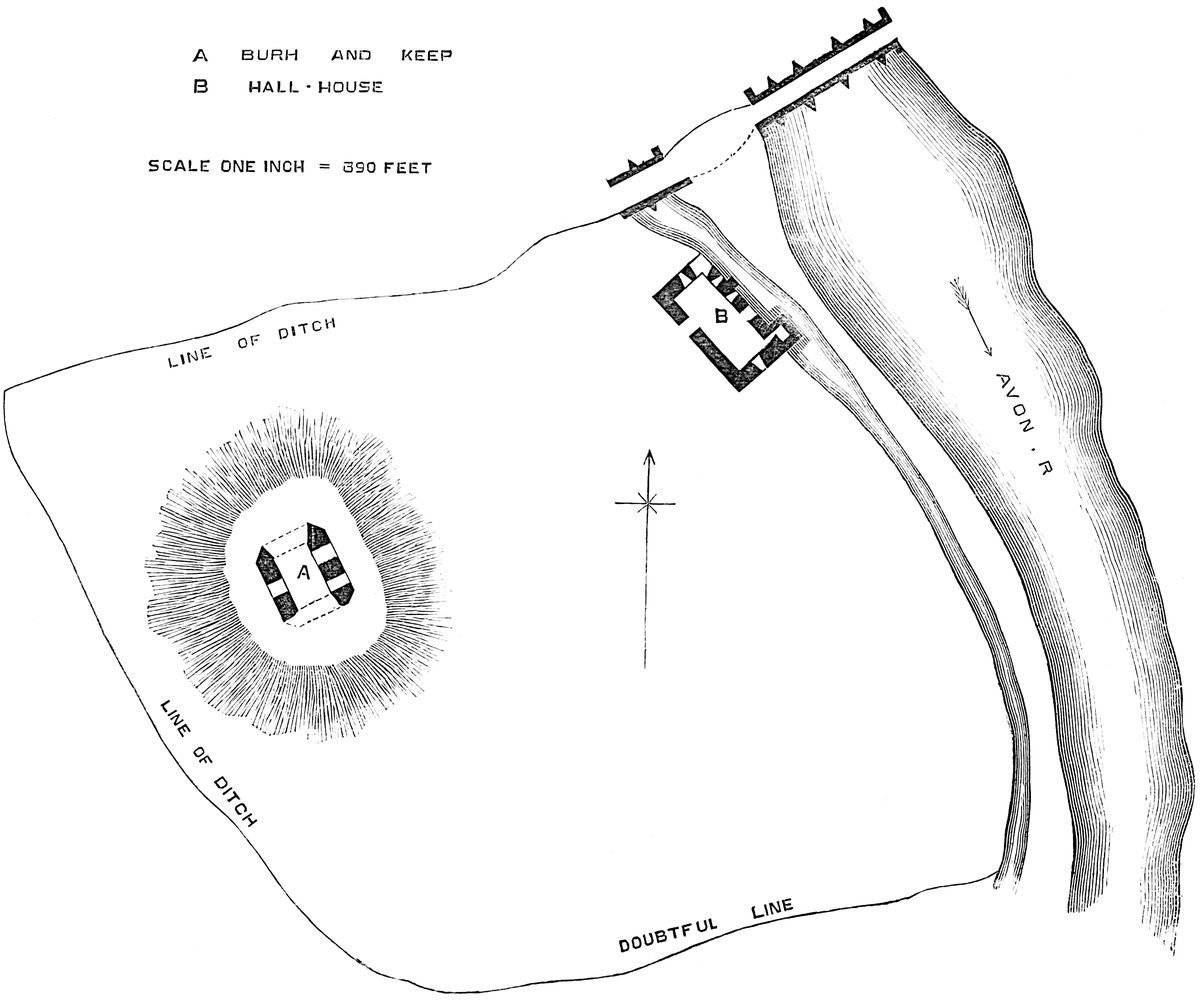 A BURH AND KEEP
B HALL·HOUSE
SCALE ONE INCH = 390 FEET
LINE OF DITCH
B
AVON. R
A
LINE OF DITCH
DOUBTFUL LINE